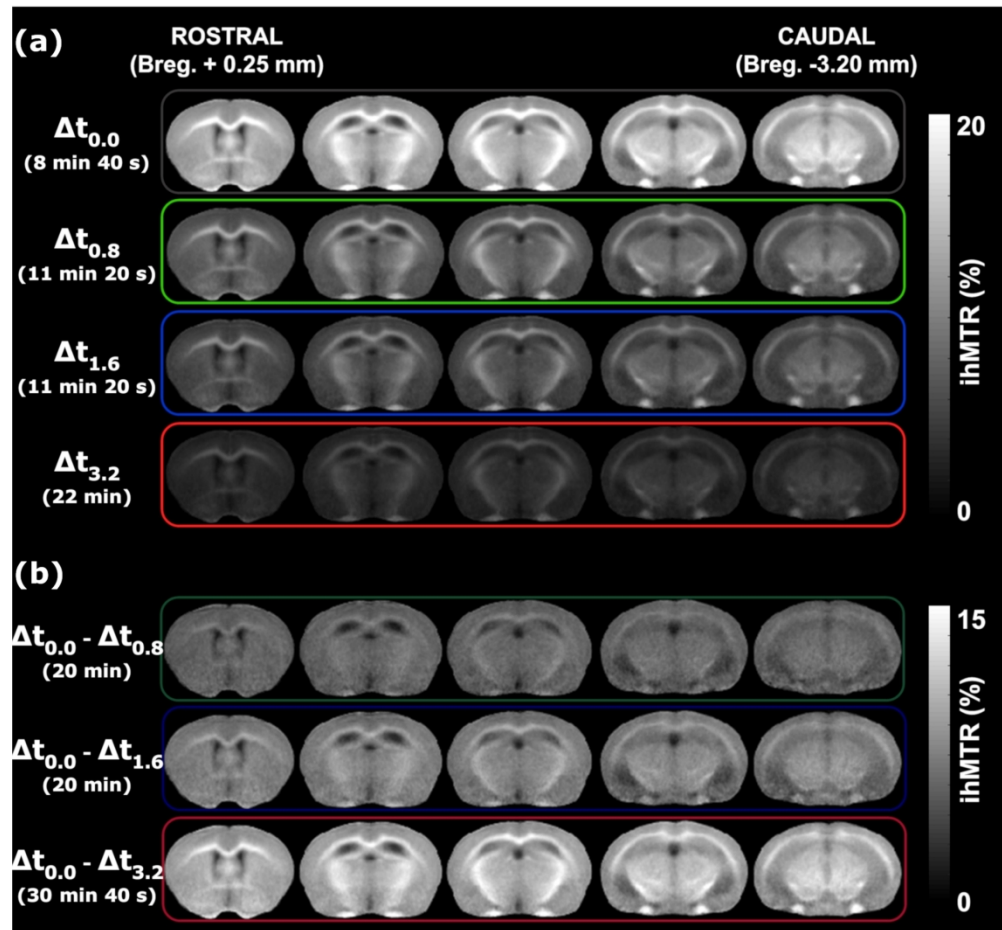 (a)
ROSTRAL
(Breg. + 0.25 mm)
CAUDAL
(Breg. -3.20 mm)
Δt0.0
(8 min 40 s)
Δt0.8
(11 min 20 s)
Δt1.6
(11 min 20 s)
Δt3.2
(22 min)
20
ihMTR (%)
0
(b)
Δt0.0 - Δt0.8
(20 min)
Δt0.0 - Δt1.6
(20 min)
Δt0.0 - Δt3.2
(30 min 40 s)
15
ihMTR (%)
0